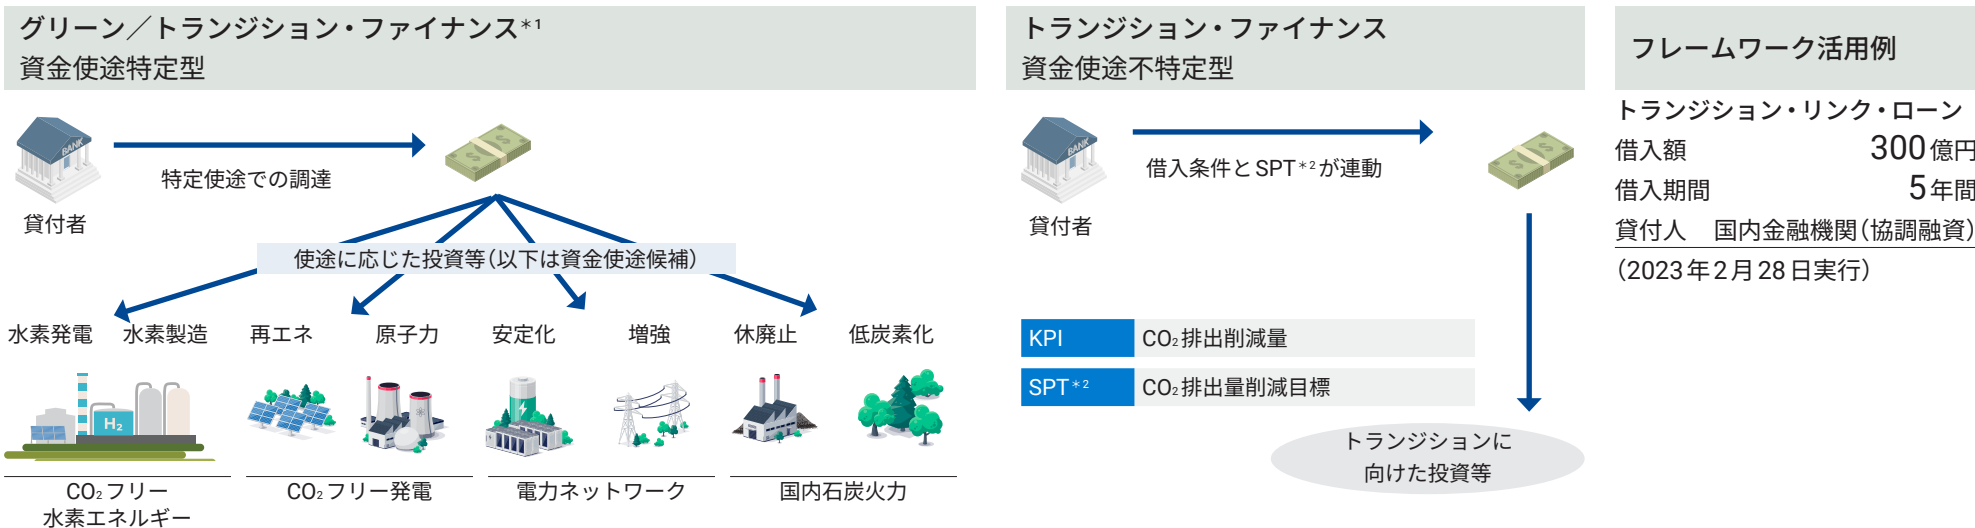 グリーン／トランジション・ファイナンス＊1
資金使途特定型
BANK
特定使途での調達
貸付者
使途に応じた投資等（以下は資金使途候補）
水素発電
水素製造
再エネ
原子力
安定化
増強
休廃止
低炭素化
H₂
CO₂フリー
水素エネルギー
CO₂フリー発電
電力ネットワーク
国内石炭火力
トランジション・ファイナンス
資金使途不特定型
BANK
借入条件とSPT＊2が連動
貸付者
KPI CO₂排出削減量
SPT＊2 CO₂排出量削減目標
トランジションに
向けた投資等
フレームワーク活用例
トランジション・リンク・ローン
借入額 300億円
借入期間 5年間
貸付人 国内金融機関（協調融資）
（2023年2月28日実行）